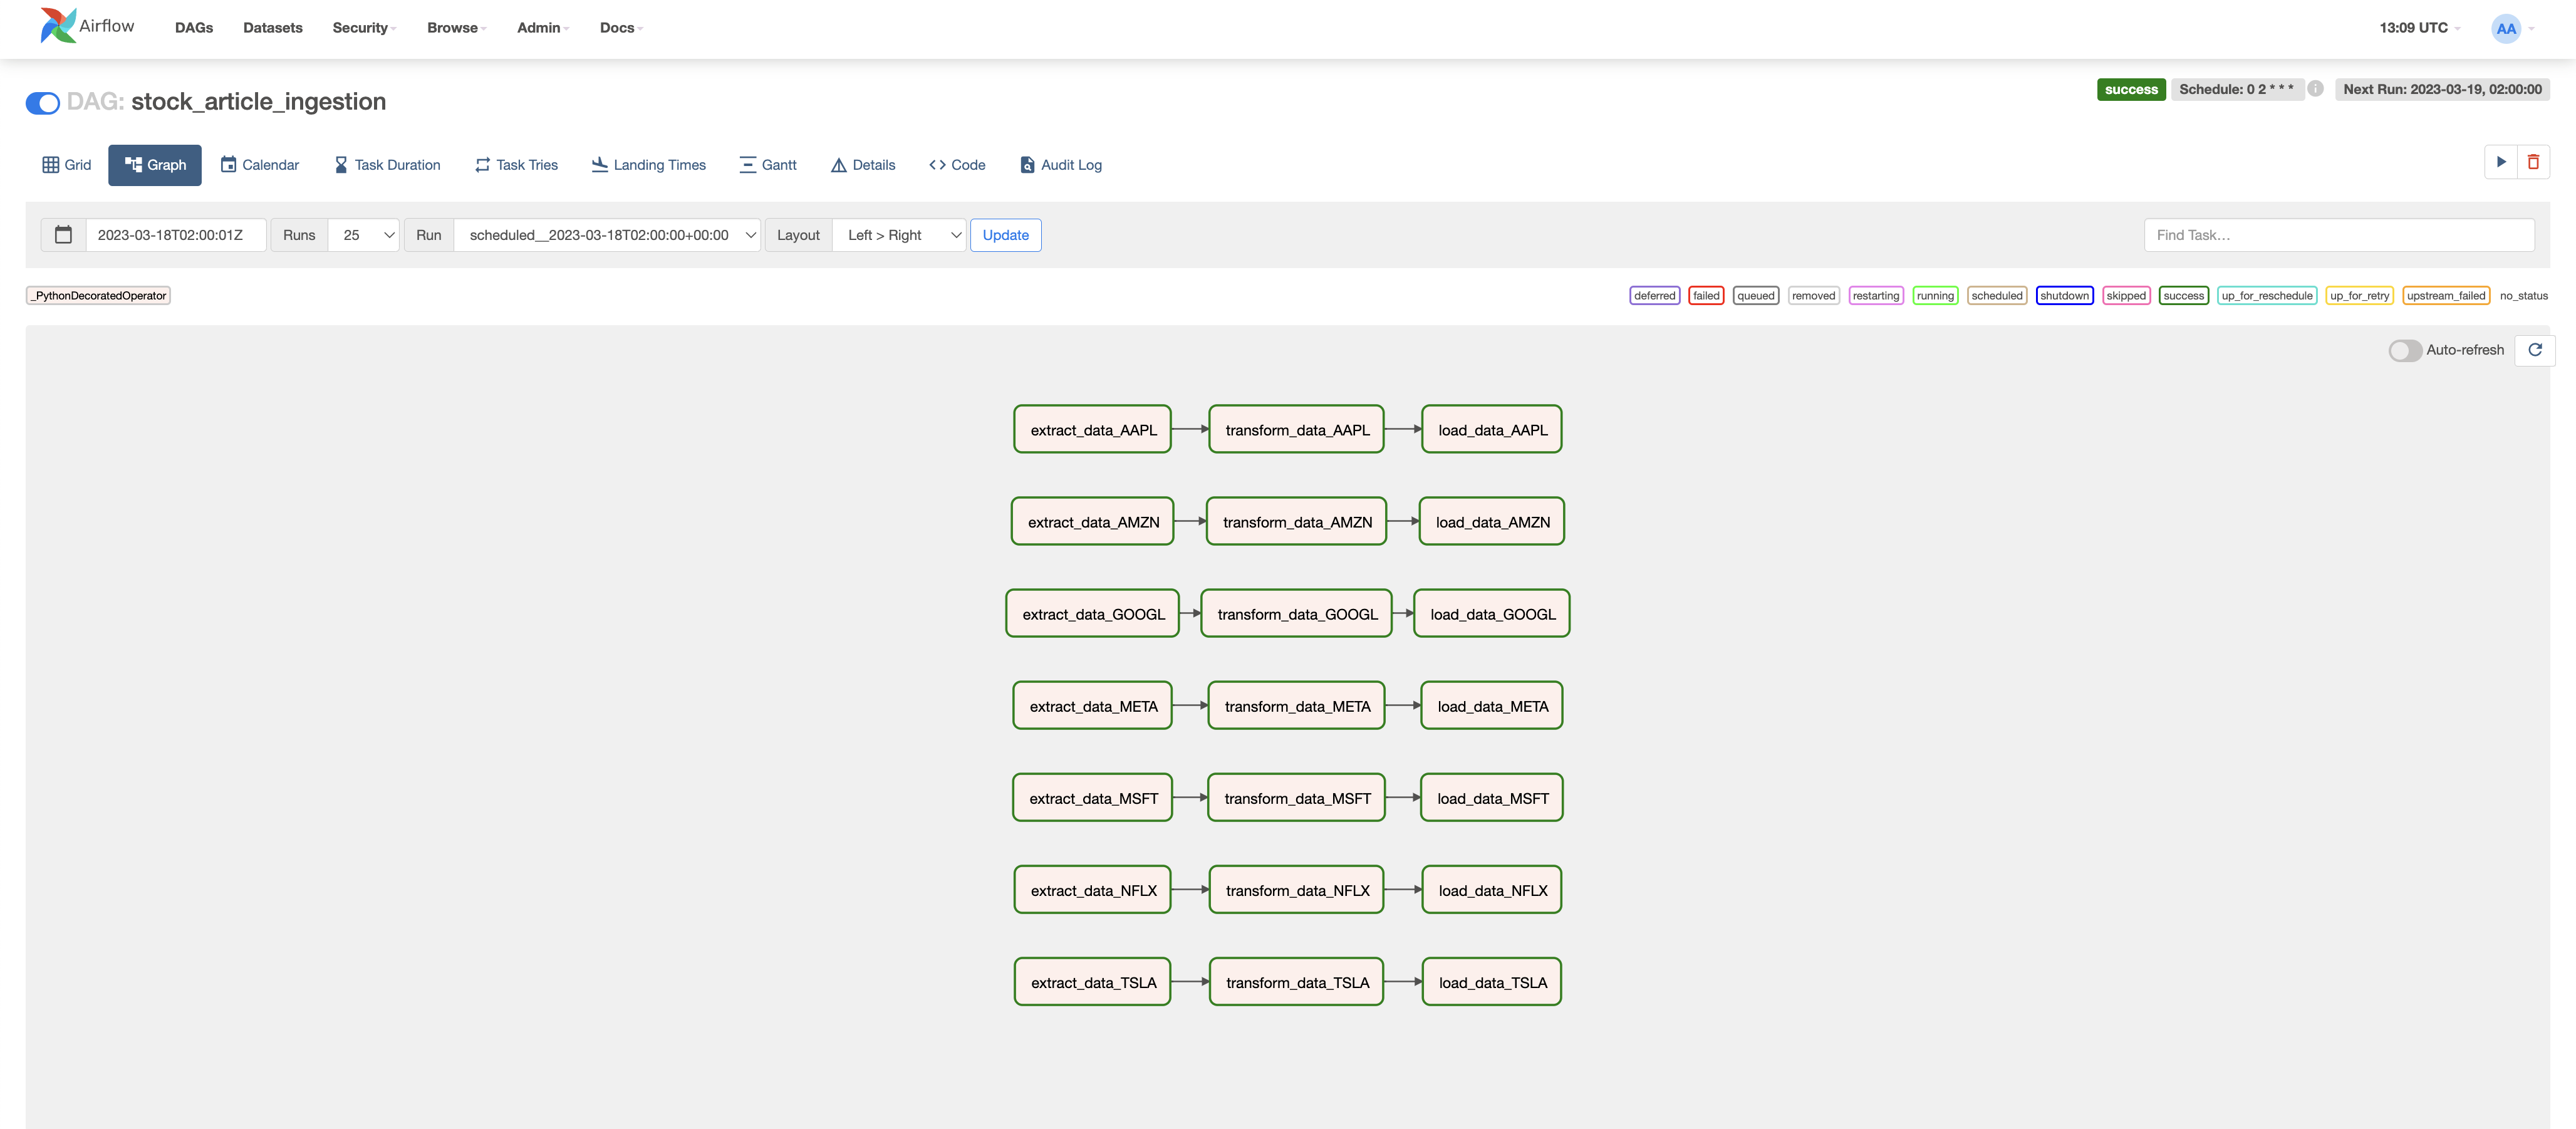 Airflow DAGs Datasets Security Browse Admin Docs 13:09 UTC AA
DAG: stock_article_ingestion
success Schedule: 0 2 * * * i Next Run: 2023-03-19, 02:00:00
Grid Graph Calendar Task Duration Task Tries Landing Times Gantt Details Code Audit Log
2023-03-18T02:00:01Z Runs 25 Run scheduled__2023-03-18T02:00:00+00:00 Layout Left > Right Update Find Task...
_PythonDecoratedOperator deferred failed queued removed restarting running scheduled shutdown skipped success up_for_reschedule up_for_retry upstream_failed no_status
Auto-refresh
extract_data_AAPL transform_data_AAPL load_data_AAPL
extract_data_AMZN transform_data_AMZN load_data_AMZN
extract_data_GOOGL transform_data_GOOGL load_data_GOOGL
extract_data_META transform_data_META load_data_META
extract_data_MSFT transform_data_MSFT load_data_MSFT
extract_data_NFLX transform_data_NFLX load_data_NFLX
extract_data_TSLA transform_data_TSLA load_data_TSLA